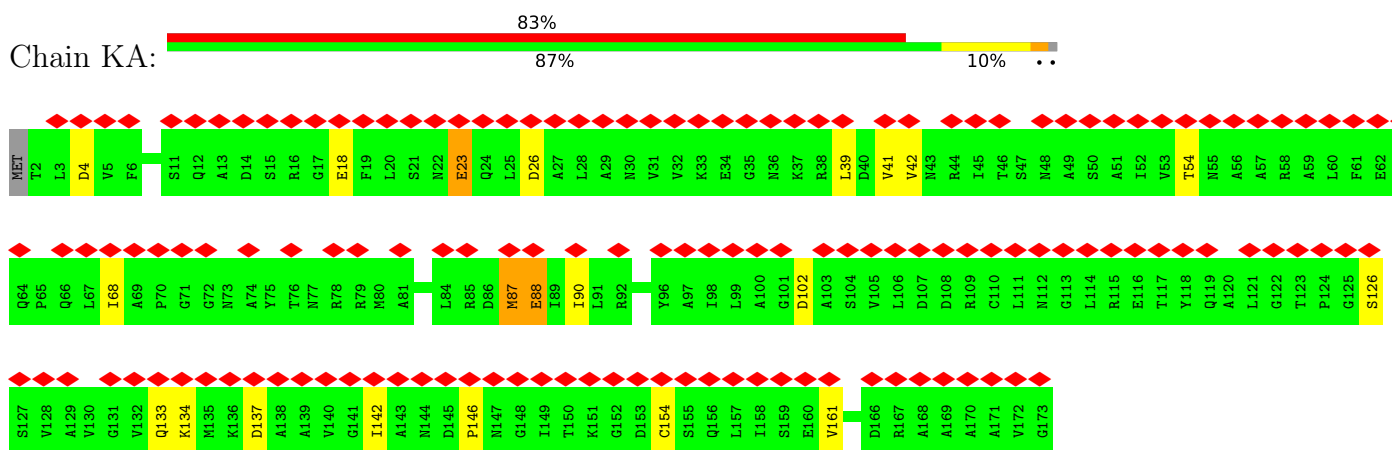 83%
Chain KA:
87% 10% • •
MET T2 L3 D4 V5 F6 S11 Q12 A13 D14 S15 R16 G17 E18 F19 L20 S21 N22 E23 Q24 L25 D26 A27 L28 A29 N30 V31 V32 K33 E34 G35 N36 K37 R38 L39 D40 V41 V42 N43 R44 I45 T46 S47 N48 A49 S50 A51 I52 V53 T54 N55 A56 A57 R58 A59 L60 F61 E62
Q64 P65 Q66 L67 I68 A69 P70 G71 G72 N73 A74 Y75 T76 N77 R78 R79 M80 A81 L84 R85 D86 M87 E88 I89 I90 L91 R92 Y96 A97 I98 L99 A100 G101 D102 A103 S104 V105 L106 D107 D108 R109 C110 L111 N112 G113 L114 R115 E116 T117 Y118 Q119 A120 L121 G122 T123 P124 G125 S126
S127 V128 A129 V130 G131 V132 Q133 K134 M135 K136 D137 A138 A139 V140 G141 I142 A143 N144 D145 P146 N147 G148 I149 T150 K151 G152 D153 C154 S155 Q156 L157 I158 S159 E160 V161 D166 R167 A168 A169 A170 A171 V172 G173